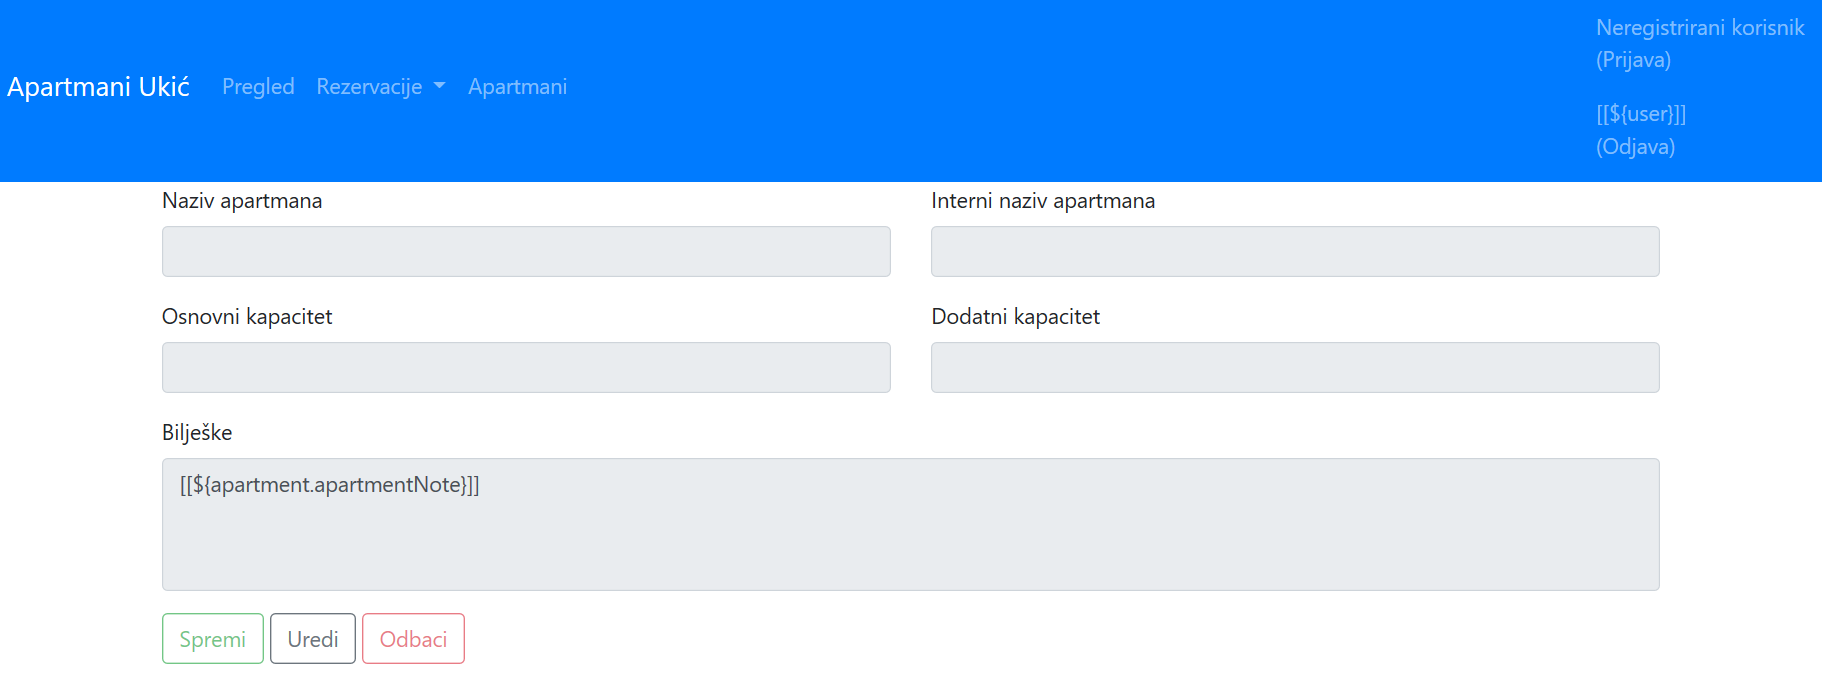 Apartmani Ukić
Pregled
Rezervacije
Apartmani
Neregistrirani korisnik
(Prijava)
[[${user}]]
(Odjava)
Naziv apartmana
Interni naziv apartmana
Osnovni kapacitet
Dodatni kapacitet
Bilješke
[[${apartment.apartmentNote}]]
Spremi
Uredi
Odbaci